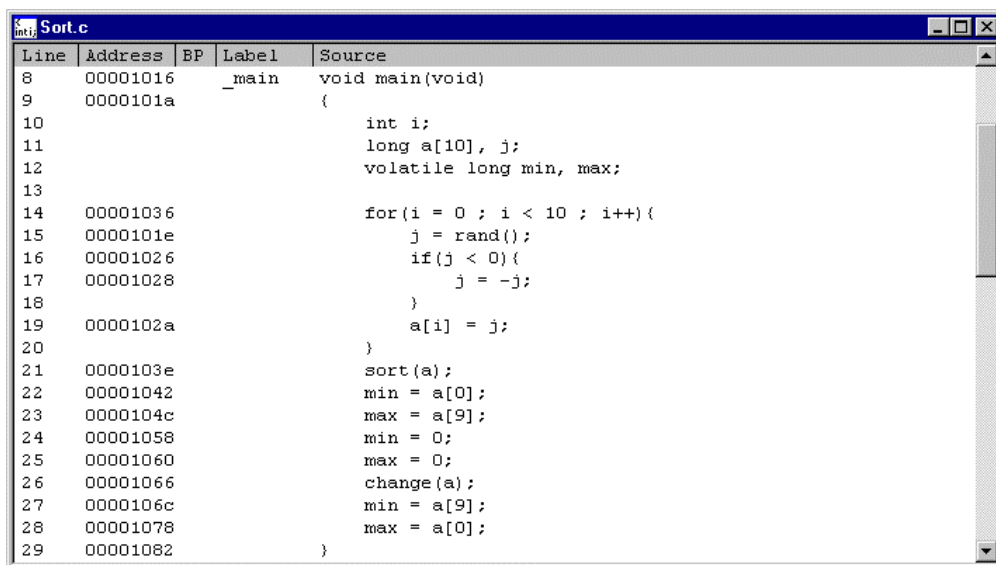 Sort.c
Line Address BP Label Source
8 00001016 _main void main(void)
9 0000101a {
10 int i;
11 long a[10], j;
12 volatile long min, max;
13
14 00001036 for(i = 0 ; i < 10 ; i++){
15 0000101e j = rand();
16 00001026 if(j < 0){
17 00001028 j = -j;
18 }
19 0000102a a[i] = j;
20 }
21 0000103e sort(a);
22 00001042 min = a[0];
23 0000104c max = a[9];
24 00001058 min = 0;
25 00001060 max = 0;
26 00001066 change(a);
27 0000106c min = a[9];
28 00001078 max = a[0];
29 00001082 }